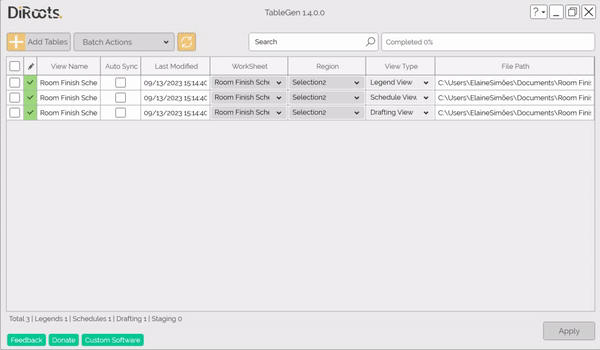 DiRoots.
TableGen 1.4.0.0
?
Add Tables
Batch Actions
Search
Completed 0%
View Name Auto Sync Last Modified WorkSheet Region View Type File Path
Room Finish Sche 09/13/2023 15:14:40 Room Finish Sche Selection2 Legend View C:\Users\ElaineSimões\Documents\Room Finis
Room Finish Sche 09/13/2023 15:14:40 Room Finish Sche Selection2 Schedule View C:\Users\ElaineSimões\Documents\Room Finis
Room Finish Sche 09/13/2023 15:14:40 Room Finish Sche Selection2 Drafting View C:\Users\ElaineSimões\Documents\Room Finis
Total 3 | Legends 1 | Schedules 1 | Drafting 1 | Staging 0
Apply
Feedback Donate Custom Software